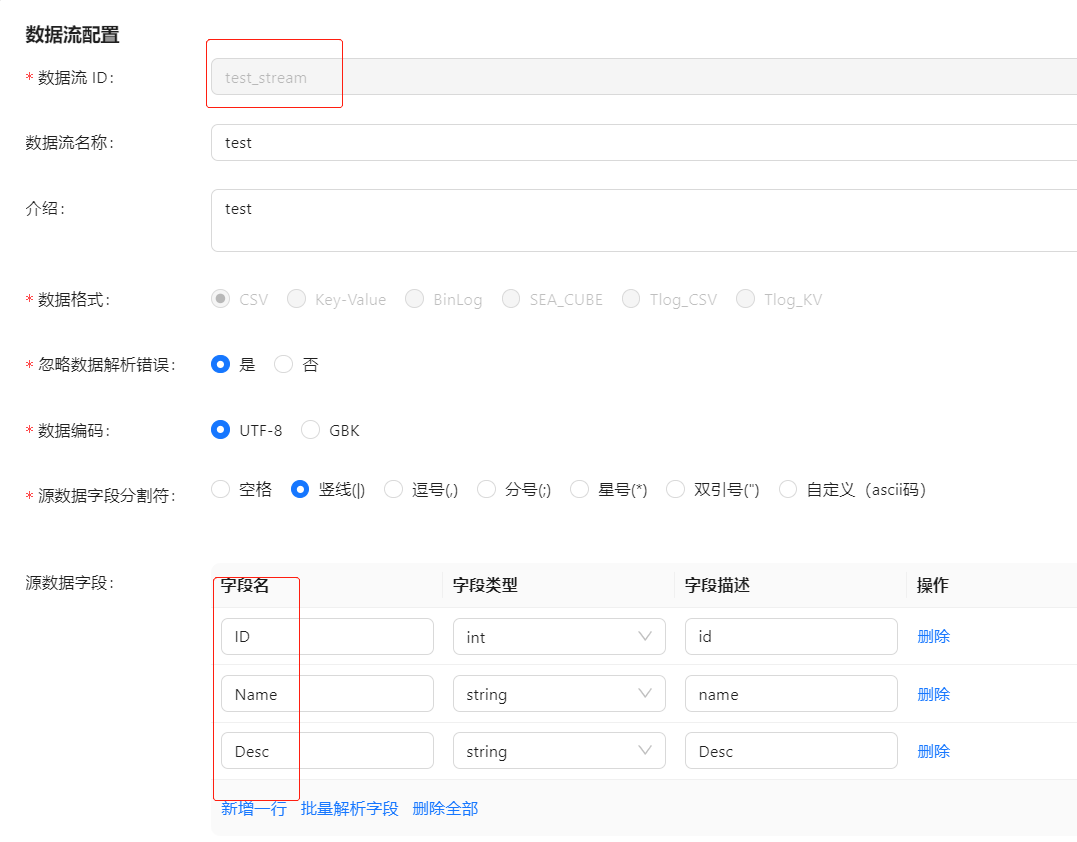 数据流配置
* 数据流 ID: test_stream
数据流名称: test
介绍: test
* 数据格式: CSV Key-Value BinLog SEA_CUBE Tlog_CSV Tlog_KV
* 忽略数据解析错误: 是 否
* 数据编码: UTF-8 GBK
* 源数据字段分割符: 空格 竖线(|) 逗号(,) 分号(;) 星号(*) 双引号(") 自定义（ascii码）
源数据字段: 字段名 字段类型 字段描述 操作
ID int id 删除
Name string name 删除
Desc string Desc 删除
新增一行 批量解析字段 删除全部